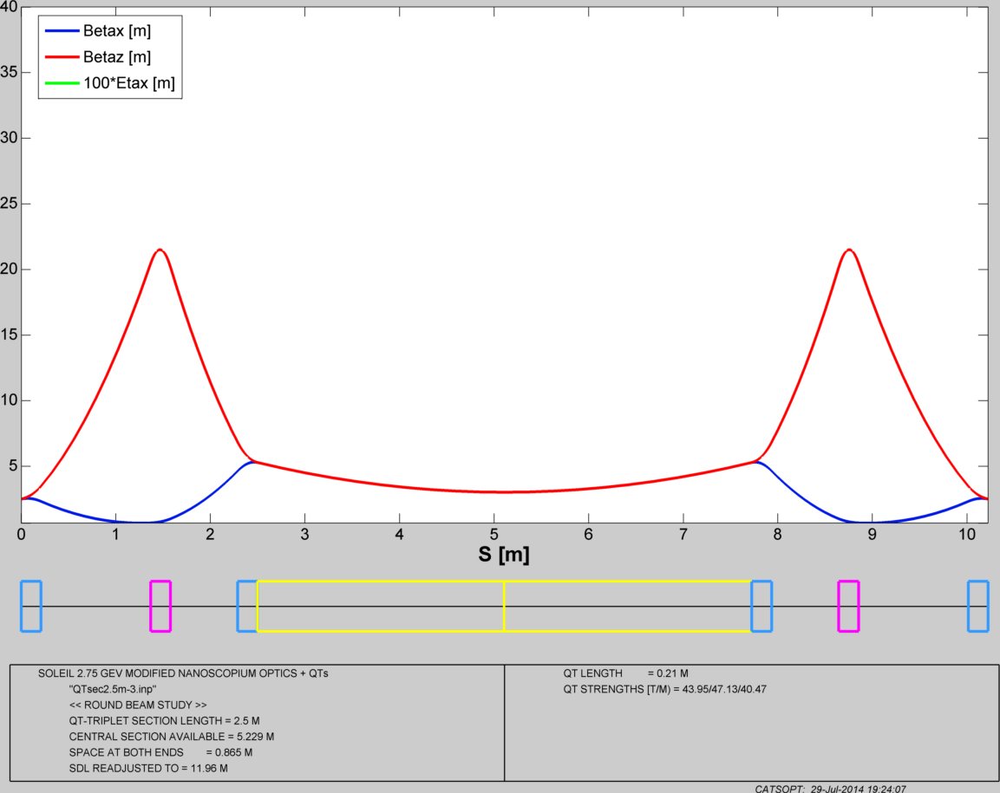 40
Betax [m]
Betaz [m]
100*Etax [m]
35
30
25
20
15
10
5
0 1 2 3 4 5 6 7 8 9 10
S [m]
SOLEIL 2.75 GEV MODIFIED NANOSCOPIUM OPTICS + QTs
"QTsec2.5m-3.inp"
<< ROUND BEAM STUDY >>
QT-TRIPLET SECTION LENGTH = 2.5 M
CENTRAL SECTION AVAILABLE = 5.229 M
SPACE AT BOTH ENDS = 0.865 M
SDL READJUSTED TO = 11.96 M
QT LENGTH = 0.21 M
QT STRENGTHS [T/M) = 43.95/47.13/40.47
CATSOPT: 29-Jul-2014 19:24:07